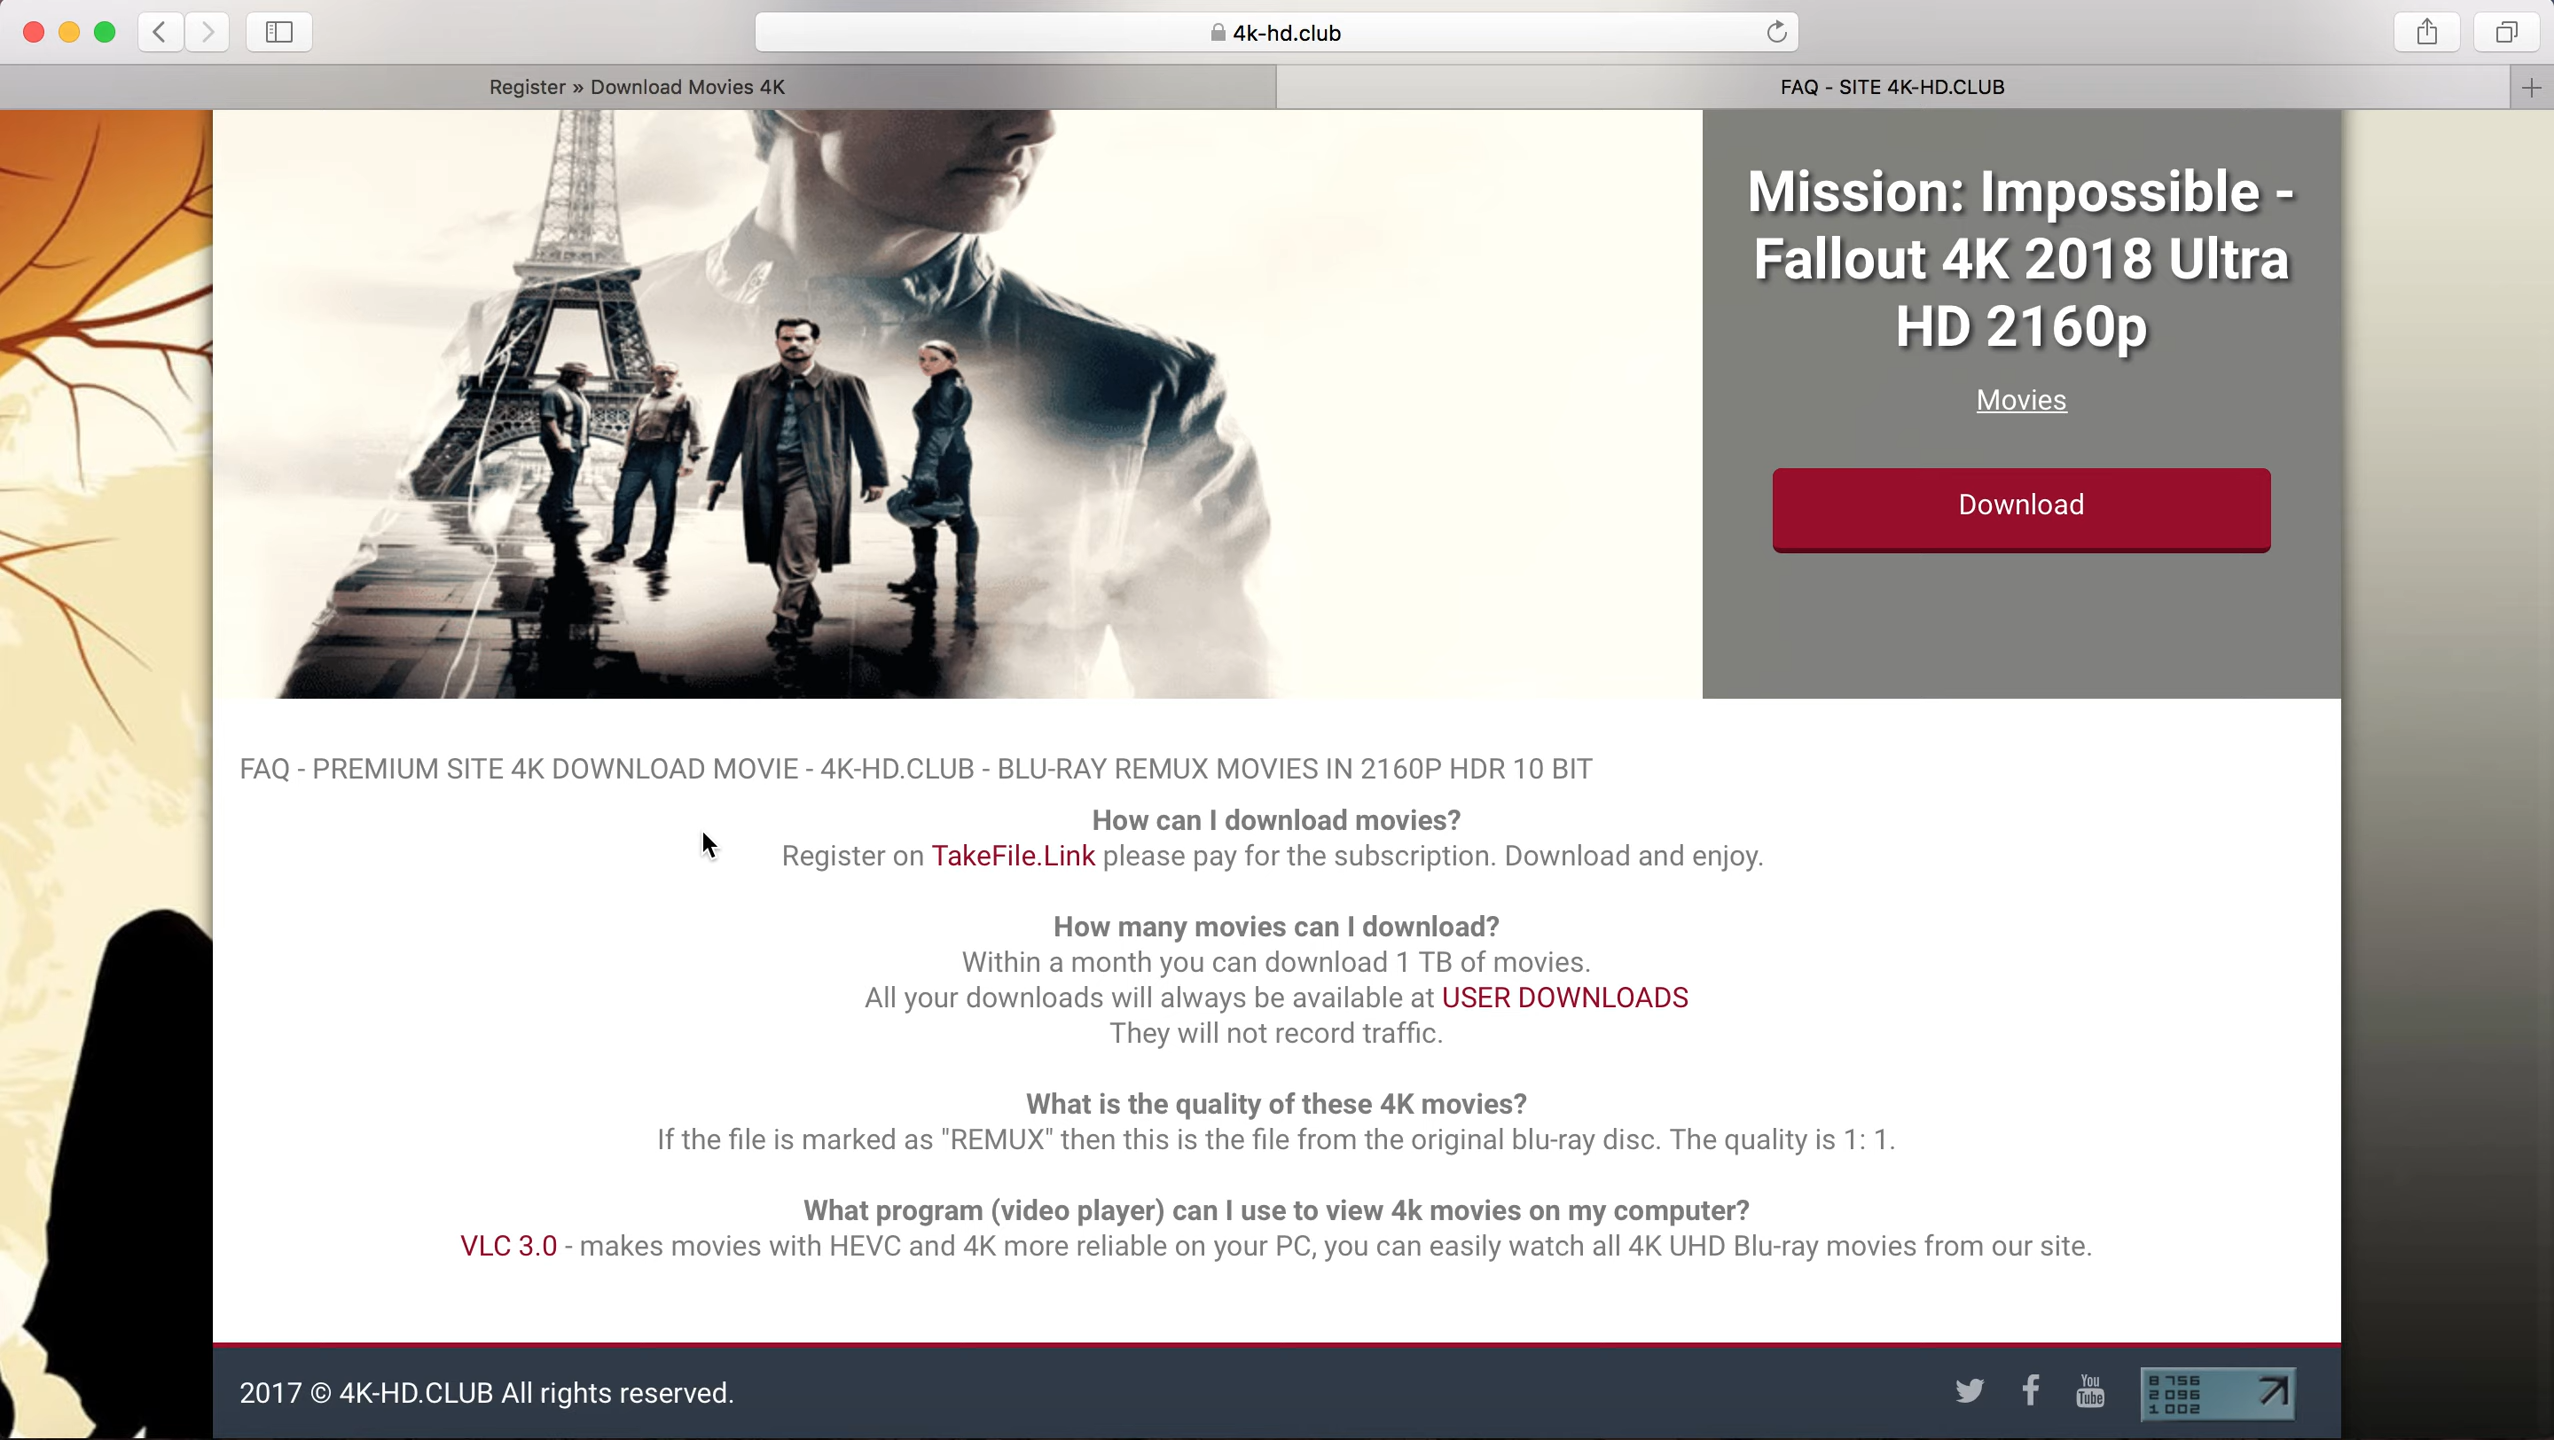 4k-hd.club
Register » Download Movies 4K
FAQ - SITE 4K-HD.CLUB
Mission: Impossible -
Fallout 4K 2018 Ultra
HD 2160p
Movies
Download
FAQ - PREMIUM SITE 4K DOWNLOAD MOVIE - 4K-HD.CLUB - BLU-RAY REMUX MOVIES IN 2160P HDR 10 BIT
How can I download movies?
Register on TakeFile.Link please pay for the subscription. Download and enjoy.
How many movies can I download?
Within a month you can download 1 TB of movies.
All your downloads will always be available at USER DOWNLOADS
They will not record traffic.
What is the quality of these 4K movies?
If the file is marked as "REMUX" then this is the file from the original blu-ray disc. The quality is 1: 1.
What program (video player) can I use to view 4k movies on my computer?
VLC 3.0 - makes movies with HEVC and 4K more reliable on your PC, you can easily watch all 4K UHD Blu-ray movies from our site.
2017 © 4K-HD.CLUB All rights reserved.
You
Tube
8 756
2 096
1 002